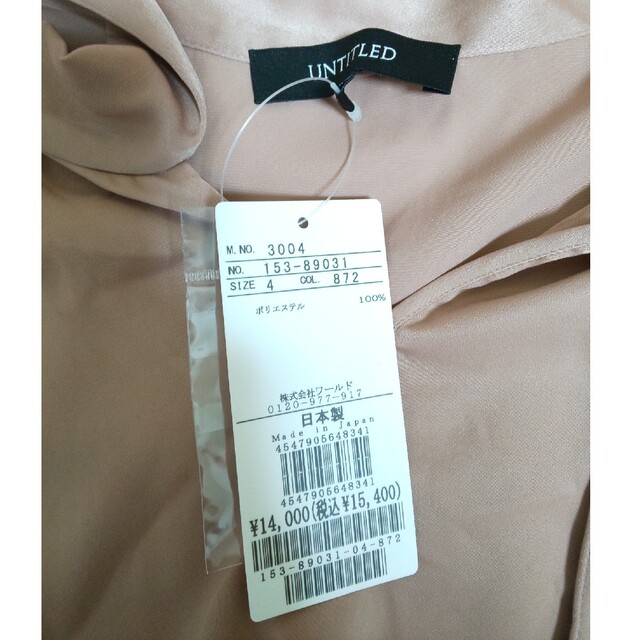 UNTITLED
M. NO. 3004
NO. 153-89031
SIZE 4 COL. 872
ポリエステル 100%
株式会社ワールド
0120-977-917
日本製
Made in Japan
4547905648341
4547905648341
¥14,000(税込¥15,400)
153-89031-04-872